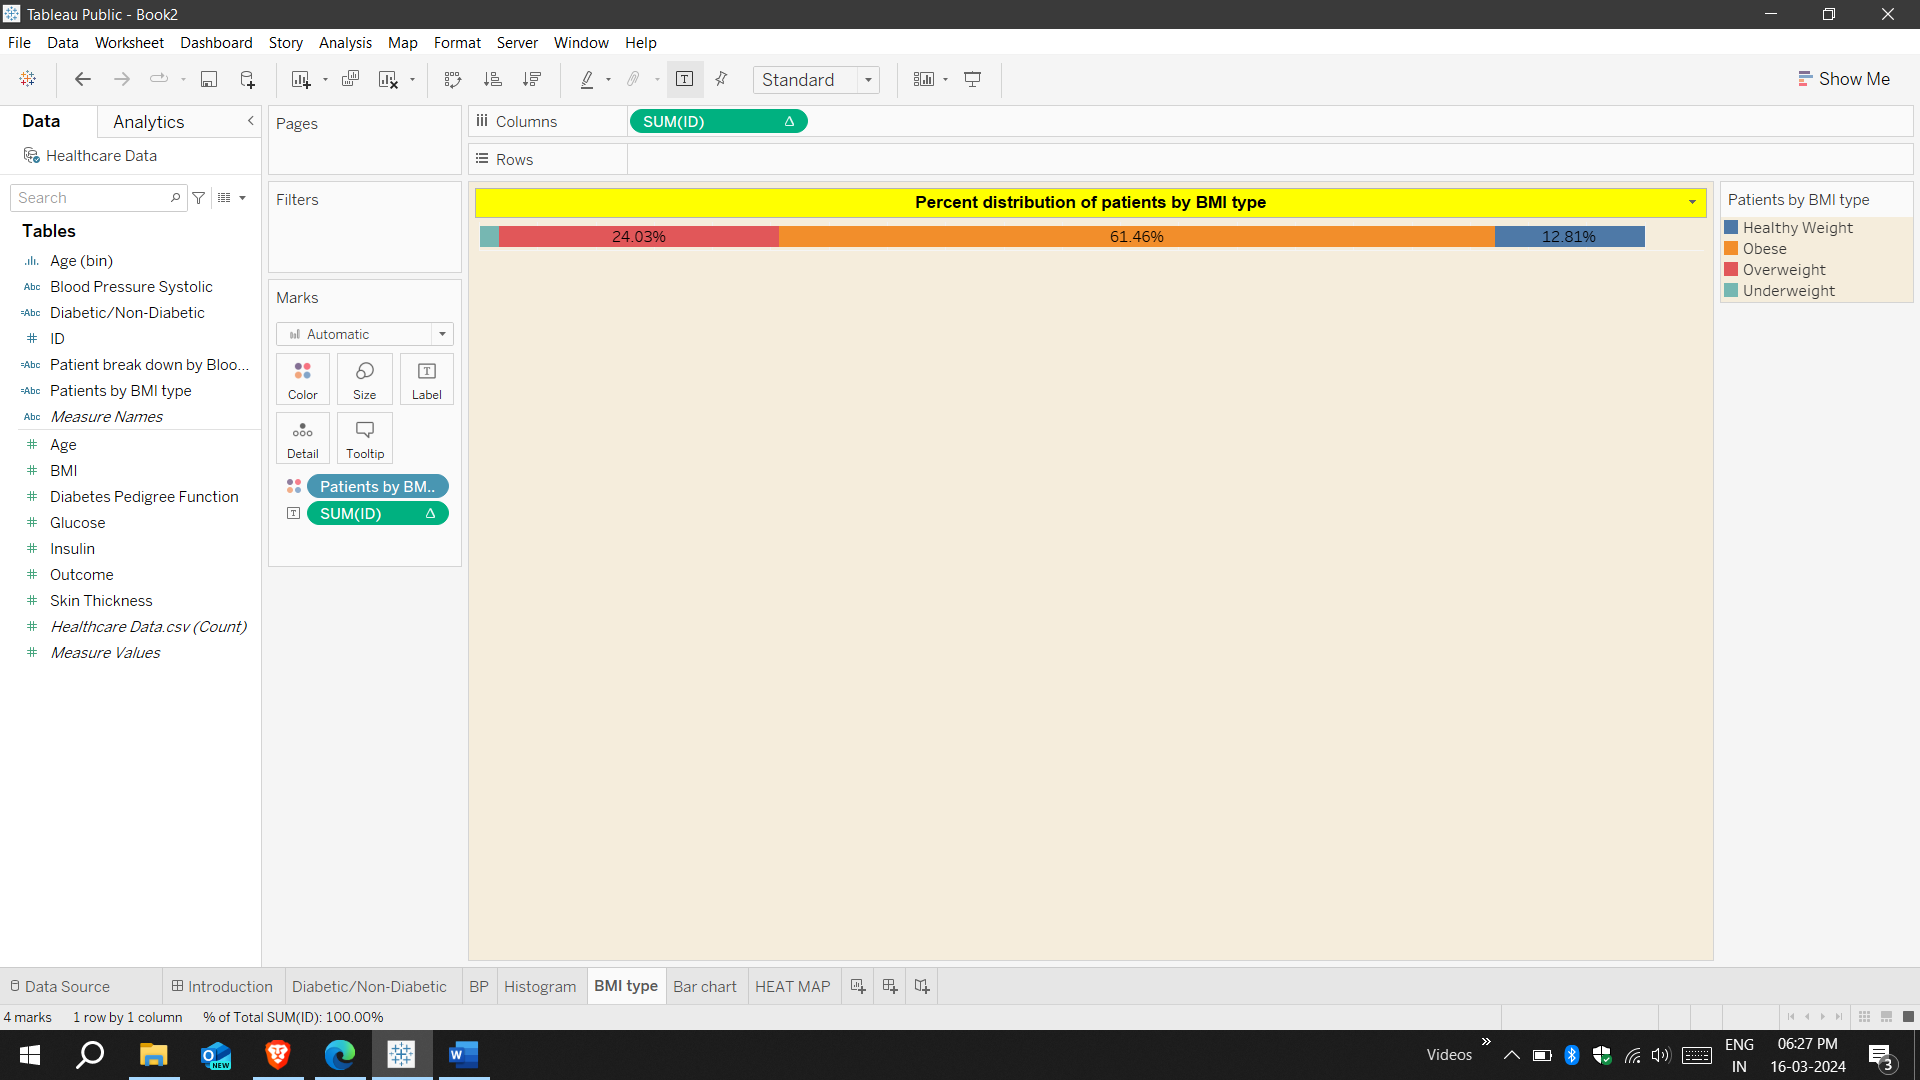 Tableau Public - Book2
File Data Worksheet Dashboard Story Analysis Map Format Server Window Help
Standard
Show Me
Data Analytics
Healthcare Data
Search
Tables
Age (bin)
Abc Blood Pressure Systolic
=Abc Diabetic/Non-Diabetic
# ID
=Abc Patient break down by Bloo...
=Abc Patients by BMI type
Abc Measure Names
# Age
# BMI
# Diabetes Pedigree Function
# Glucose
# Insulin
# Outcome
# Skin Thickness
# Healthcare Data.csv (Count)
# Measure Values
Pages
Filters
Marks
Automatic
Color Size Label
Detail Tooltip
Patients by BM..
SUM(ID) Δ
Columns SUM(ID) Δ
Rows
Percent distribution of patients by BMI type
24.03% 61.46% 12.81%
Patients by BMI type
Healthy Weight
Obese
Overweight
Underweight
Data Source Introduction Diabetic/Non-Diabetic BP Histogram BMI type Bar chart HEAT MAP
4 marks 1 row by 1 column % of Total SUM(ID): 100.00%
Videos
ENG
IN
06:27 PM
16-03-2024
3
NEW